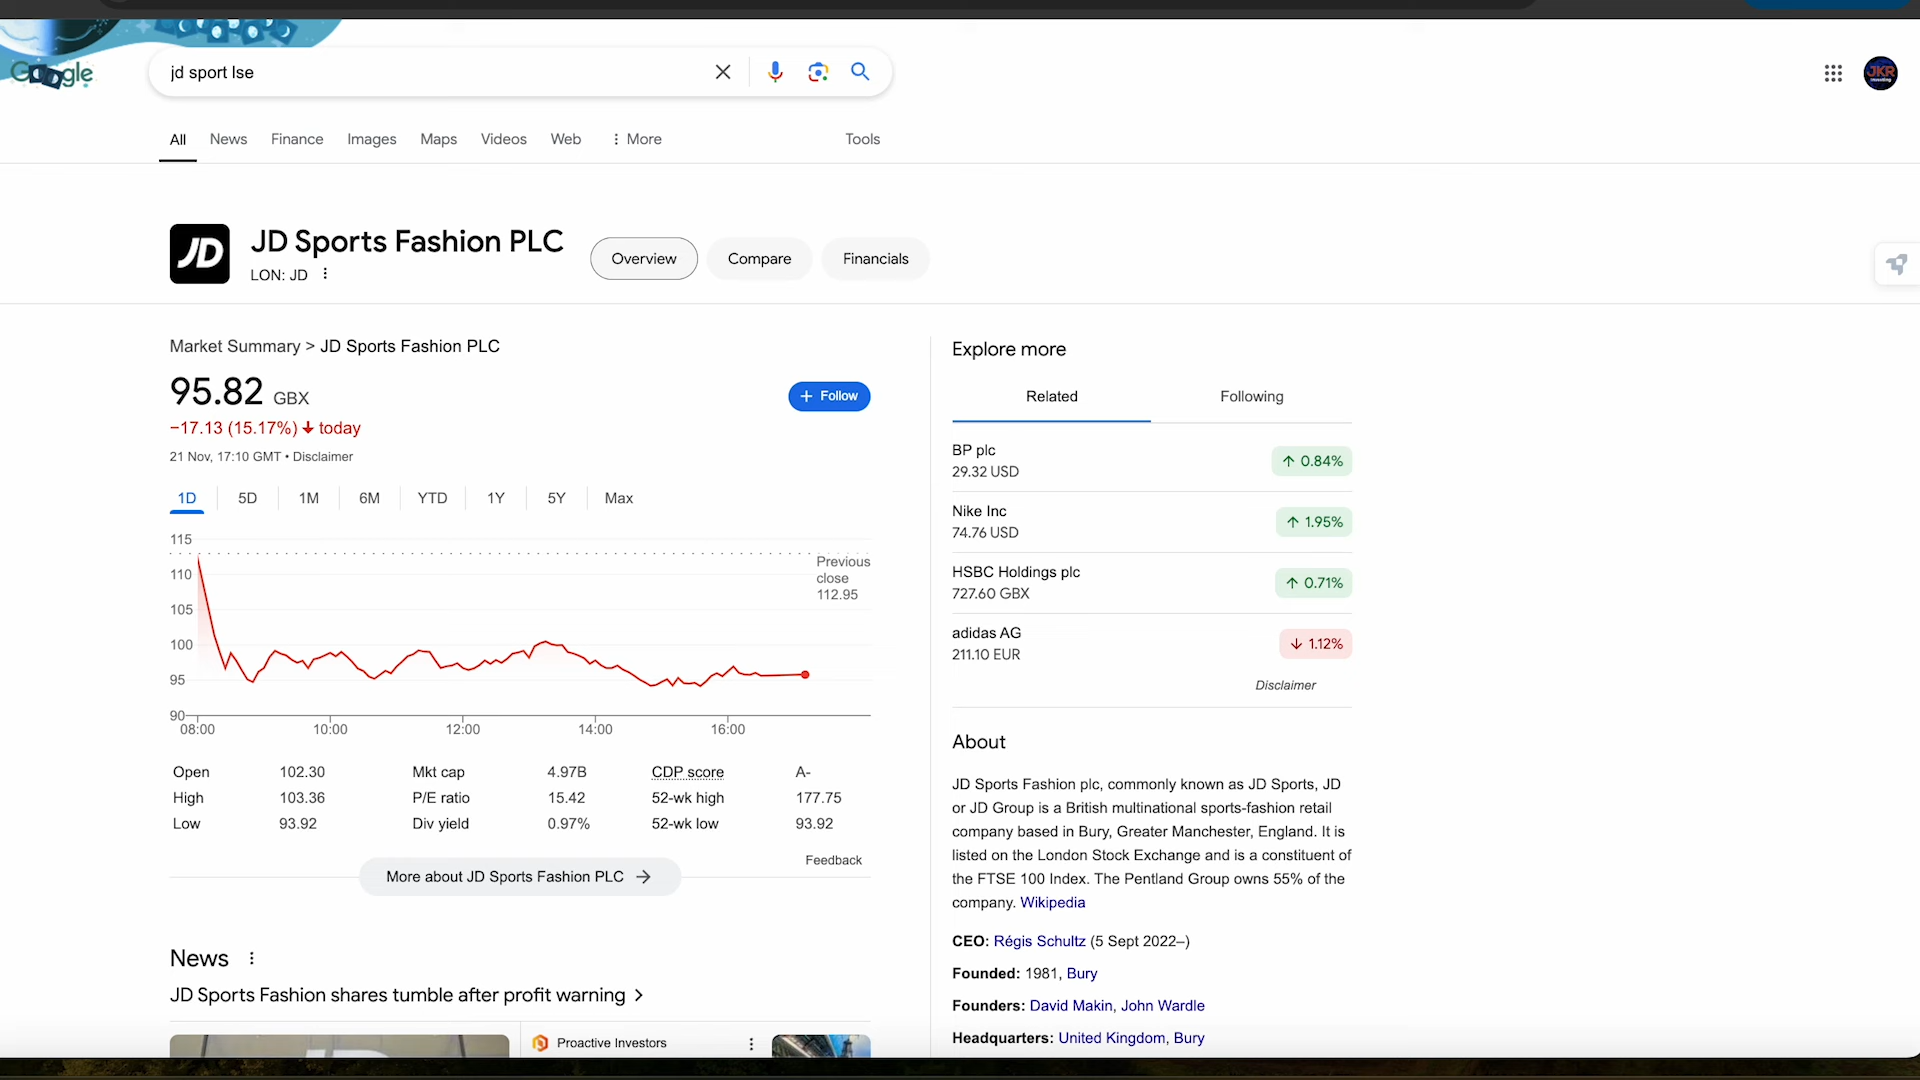 Google
jd sport lse
JKR
Investing
All News Finance Images Maps Videos Web More Tools
JD
JD Sports Fashion PLC
LON: JD
Overview Compare Financials
Market Summary > JD Sports Fashion PLC
95.82 GBX
+ Follow
−17.13 (15.17%) ↓ today
21 Nov, 17:10 GMT • Disclaimer
1D 5D 1M 6M YTD 1Y 5Y Max
115
110
105
100
95
90
Previous
close
112.95
08:00 10:00 12:00 14:00 16:00
Open 102.30 Mkt cap 4.97B CDP score A-
High 103.36 P/E ratio 15.42 52-wk high 177.75
Low 93.92 Div yield 0.97% 52-wk low 93.92
Feedback
More about JD Sports Fashion PLC →
News
JD Sports Fashion shares tumble after profit warning >
Proactive Investors
Explore more
Related Following
BP plc
29.32 USD
↑ 0.84%
Nike Inc
74.76 USD
↑ 1.95%
HSBC Holdings plc
727.60 GBX
↑ 0.71%
adidas AG
211.10 EUR
↓ 1.12%
Disclaimer
About
JD Sports Fashion plc, commonly known as JD Sports, JD
or JD Group is a British multinational sports-fashion retail
company based in Bury, Greater Manchester, England. It is
listed on the London Stock Exchange and is a constituent of
the FTSE 100 Index. The Pentland Group owns 55% of the
company. Wikipedia
CEO: Régis Schultz (5 Sept 2022–)
Founded: 1981, Bury
Founders: David Makin, John Wardle
Headquarters: United Kingdom, Bury